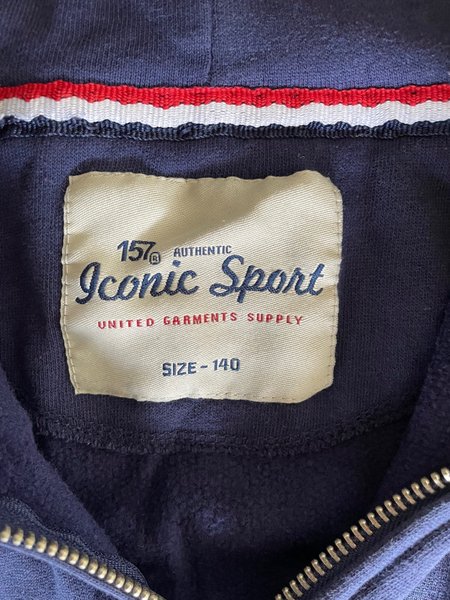 157® AUTHENTIC
Iconic Sport
UNITED GARMENTS SUPPLY
SIZE - 140